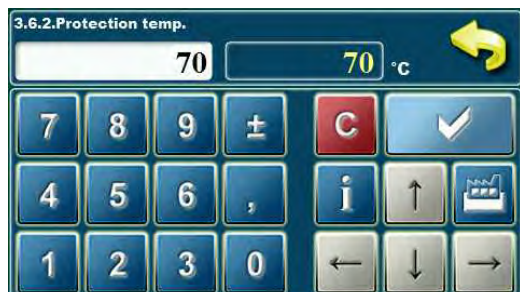 3.6.2.Protection temp.
70 70 °C
7 8 9 ± C
4 5 6 , i ↑
1 2 3 0 ← ↓ →